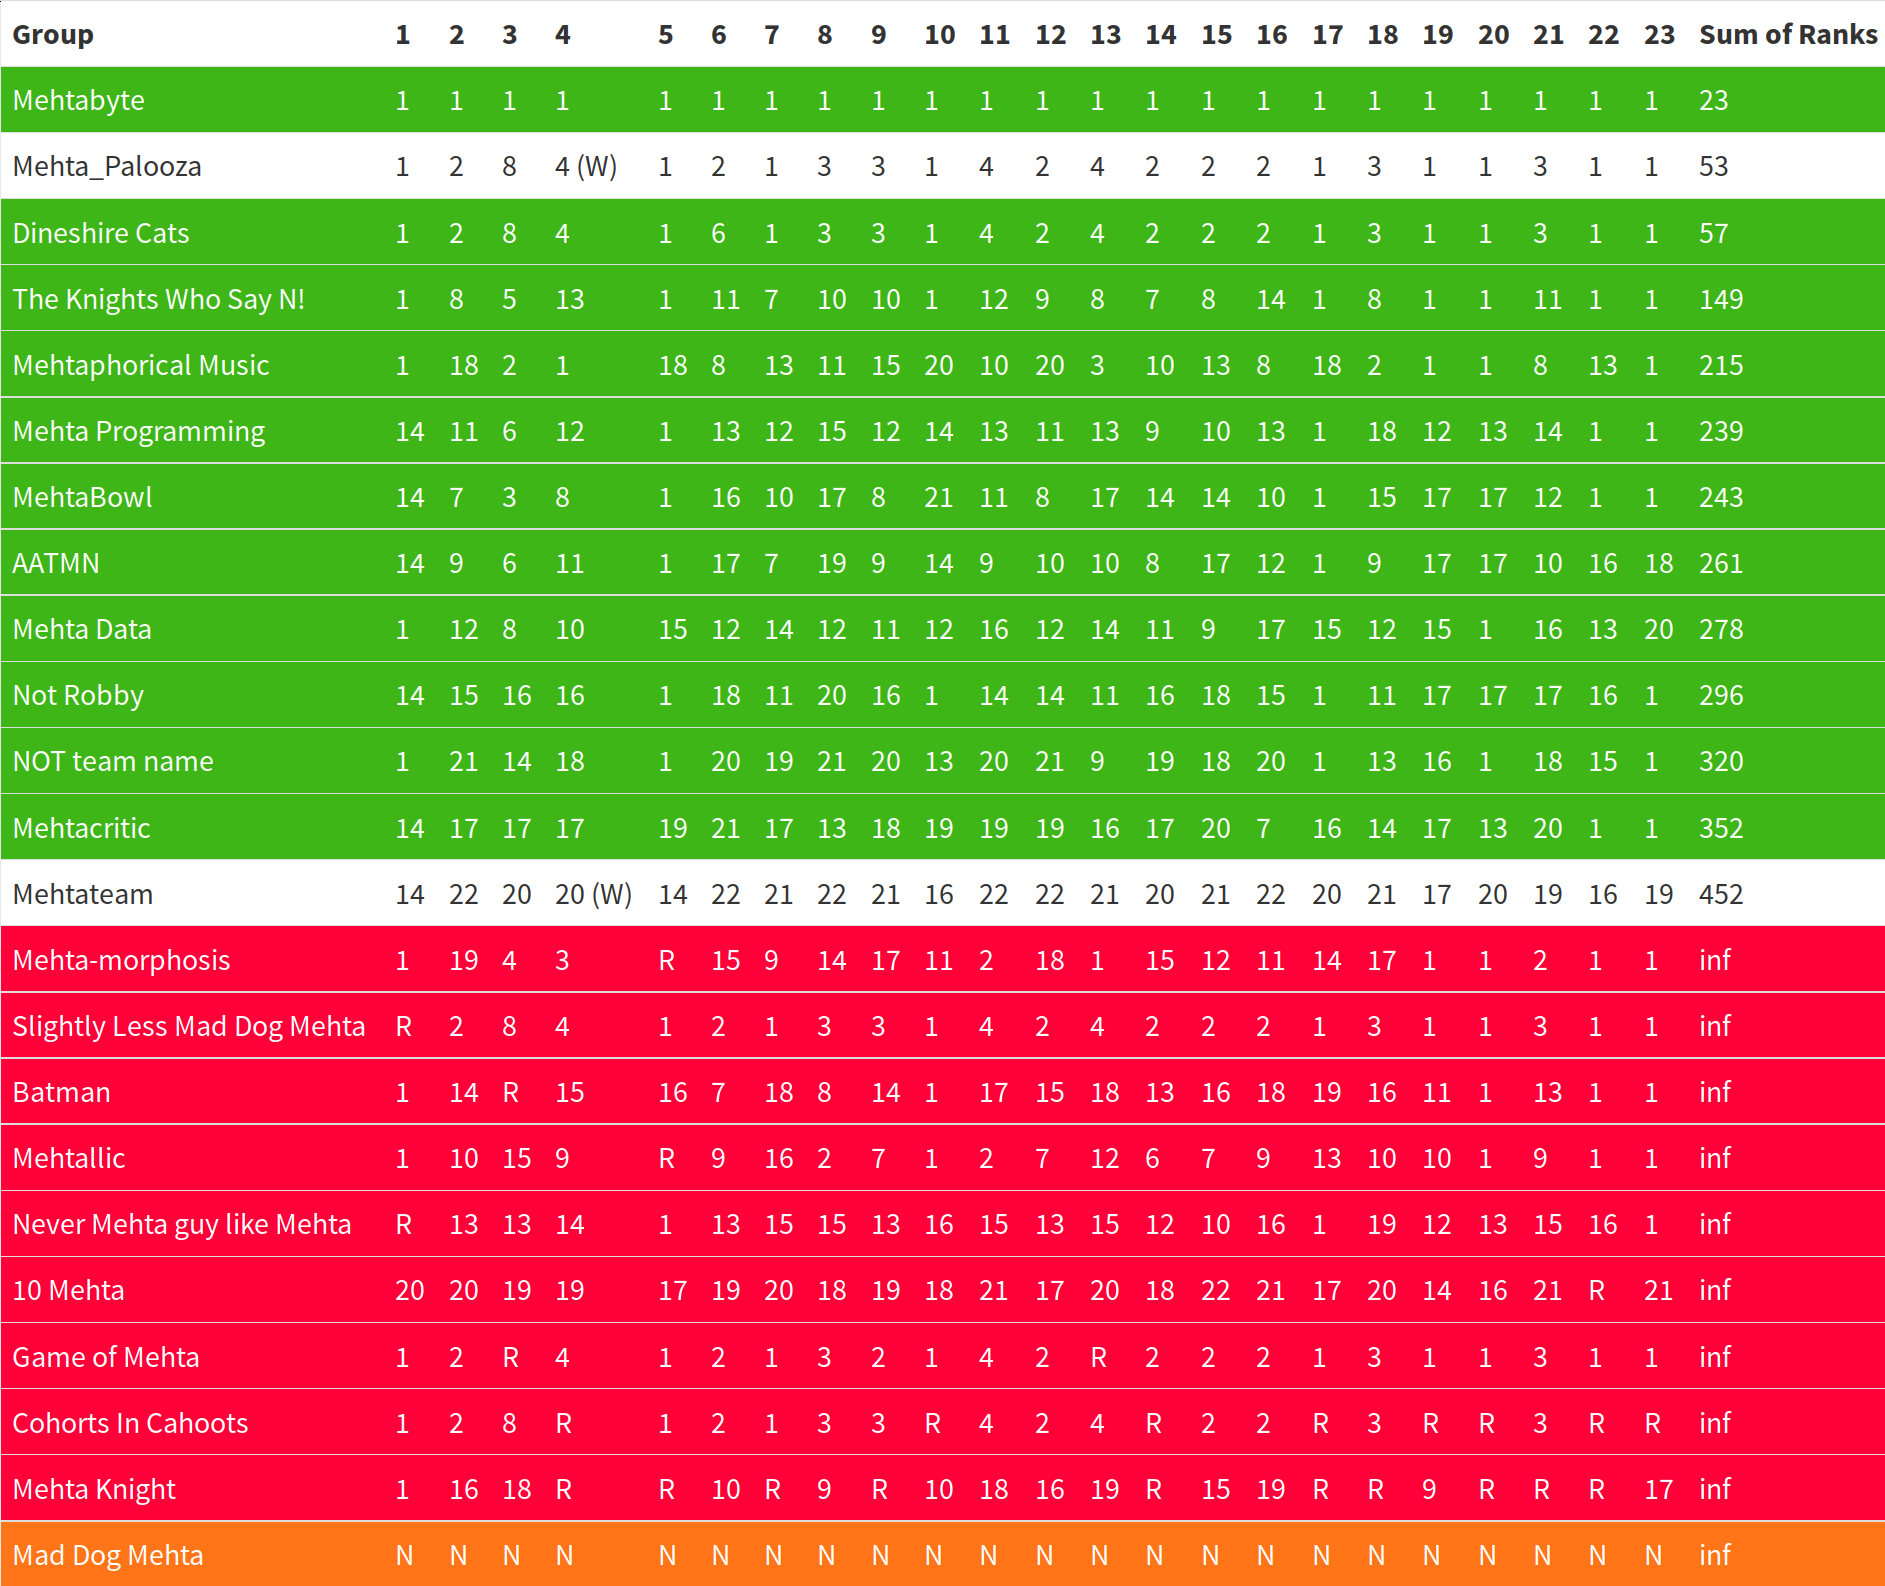 Group 1 2 3 4 5 6 7 8 9 10 11 12 13 14 15 16 17 18 19 20 21 22 23 Sum of Ranks
Mehtabyte 1 1 1 1 1 1 1 1 1 1 1 1 1 1 1 1 1 1 1 1 1 1 1 23
Mehta_Palooza 1 2 8 4 (W) 1 2 1 3 3 1 4 2 4 2 2 2 1 3 1 1 3 1 1 53
Dineshire Cats 1 2 8 4 1 6 1 3 3 1 4 2 4 2 2 2 1 3 1 1 3 1 1 57
The Knights Who Say N! 1 8 5 13 1 11 7 10 10 1 12 9 8 7 8 14 1 8 1 1 11 1 1 149
Mehtaphorical Music 1 18 2 1 18 8 13 11 15 20 10 20 3 10 13 8 18 2 1 1 8 13 1 215
Mehta Programming 14 11 6 12 1 13 12 15 12 14 13 11 13 9 10 13 1 18 12 13 14 1 1 239
MehtaBowl 14 7 3 8 1 16 10 17 8 21 11 8 17 14 14 10 1 15 17 17 12 1 1 243
AATMN 14 9 6 11 1 17 7 19 9 14 9 10 10 8 17 12 1 9 17 17 10 16 18 261
Mehta Data 1 12 8 10 15 12 14 12 11 12 16 12 14 11 9 17 15 12 15 1 16 13 20 278
Not Robby 14 15 16 16 1 18 11 20 16 1 14 14 11 16 18 15 1 11 17 17 17 16 1 296
NOT team name 1 21 14 18 1 20 19 21 20 13 20 21 9 19 18 20 1 13 16 1 18 15 1 320
Mehtacritic 14 17 17 17 19 21 17 13 18 19 19 19 16 17 20 7 16 14 17 13 20 1 1 352
Mehtateam 14 22 20 20 (W) 14 22 21 22 21 16 22 22 21 20 21 22 20 21 17 20 19 16 19 452
Mehta-morphosis 1 19 4 3 R 15 9 14 17 11 2 18 1 15 12 11 14 17 1 1 2 1 1 inf
Slightly Less Mad Dog Mehta R 2 8 4 1 2 1 3 3 1 4 2 4 2 2 2 1 3 1 1 3 1 1 inf
Batman 1 14 R 15 16 7 18 8 14 1 17 15 18 13 16 18 19 16 11 1 13 1 1 inf
Mehtallic 1 10 15 9 R 9 16 2 7 1 2 7 12 6 7 9 13 10 10 1 9 1 1 inf
Never Mehta guy like Mehta R 13 13 14 1 13 15 15 13 16 15 13 15 12 10 16 1 19 12 13 15 16 1 inf
10 Mehta 20 20 19 19 17 19 20 18 19 18 21 17 20 18 22 21 17 20 14 16 21 R 21 inf
Game of Mehta 1 2 R 4 1 2 1 3 2 1 4 2 R 2 2 2 1 3 1 1 3 1 1 inf
Cohorts In Cahoots 1 2 8 R 1 2 1 3 3 R 4 2 4 R 2 2 R 3 R R 3 R R inf
Mehta Knight 1 16 18 R R 10 R 9 R 10 18 16 19 R 15 19 R R 9 R R R 17 inf
Mad Dog Mehta N N N N N N N N N N N N N N N N N N N N N N N inf